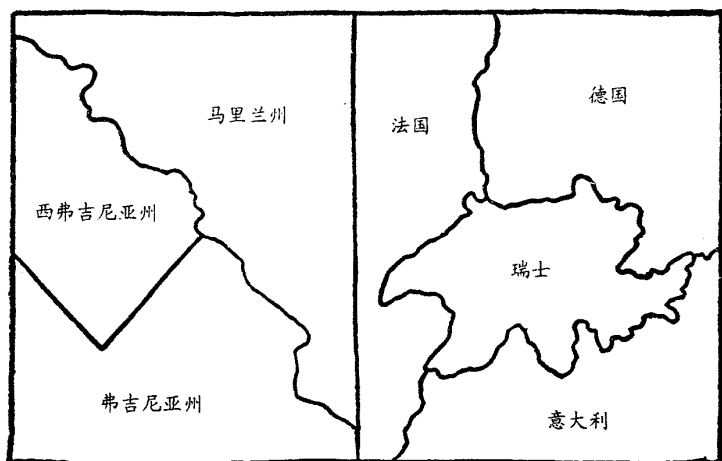 马里兰州
西弗吉尼亚州
弗吉尼亚州
法国
德国
瑞士
意大利